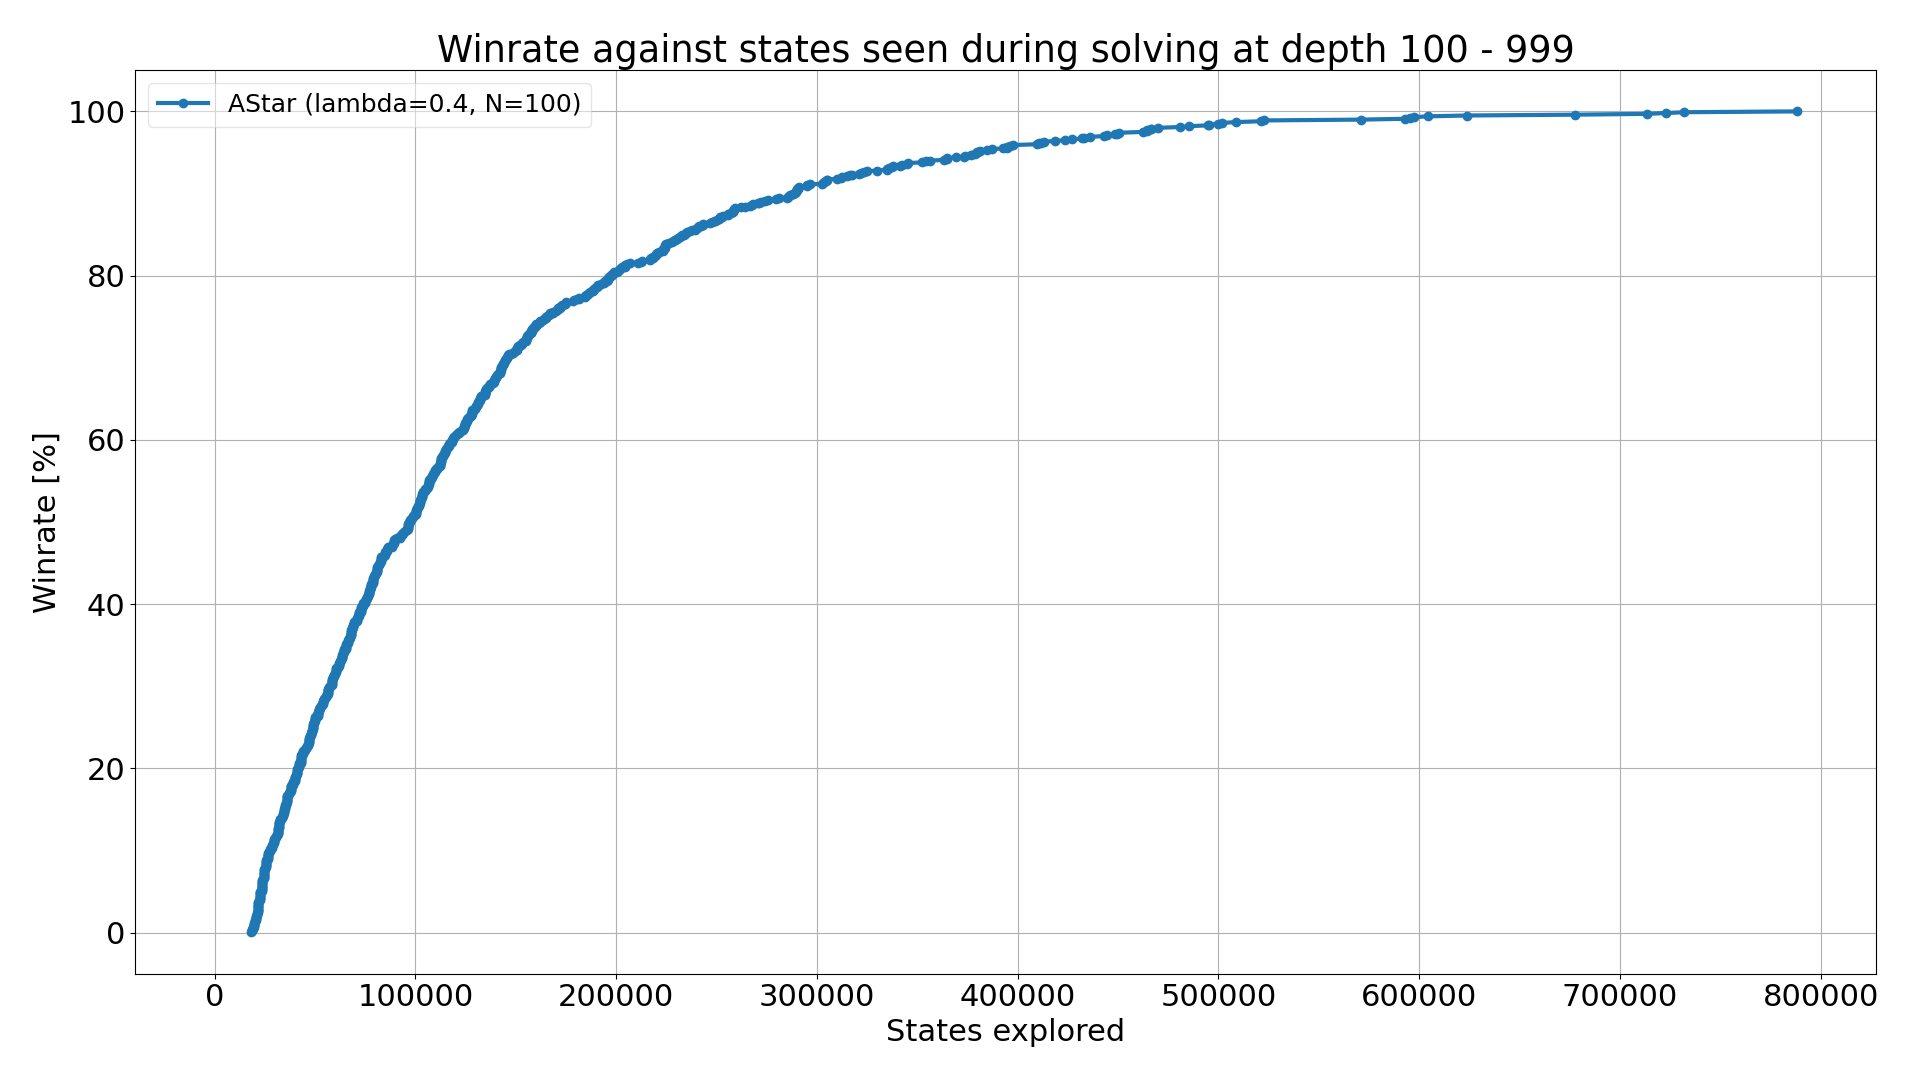 Winrate against states seen during solving at depth 100 - 999
AStar (lambda=0.4, N=100)
Winrate [%]
100
80
60
40
20
0
0 100000 200000 300000 400000 500000 600000 700000 800000
States explored